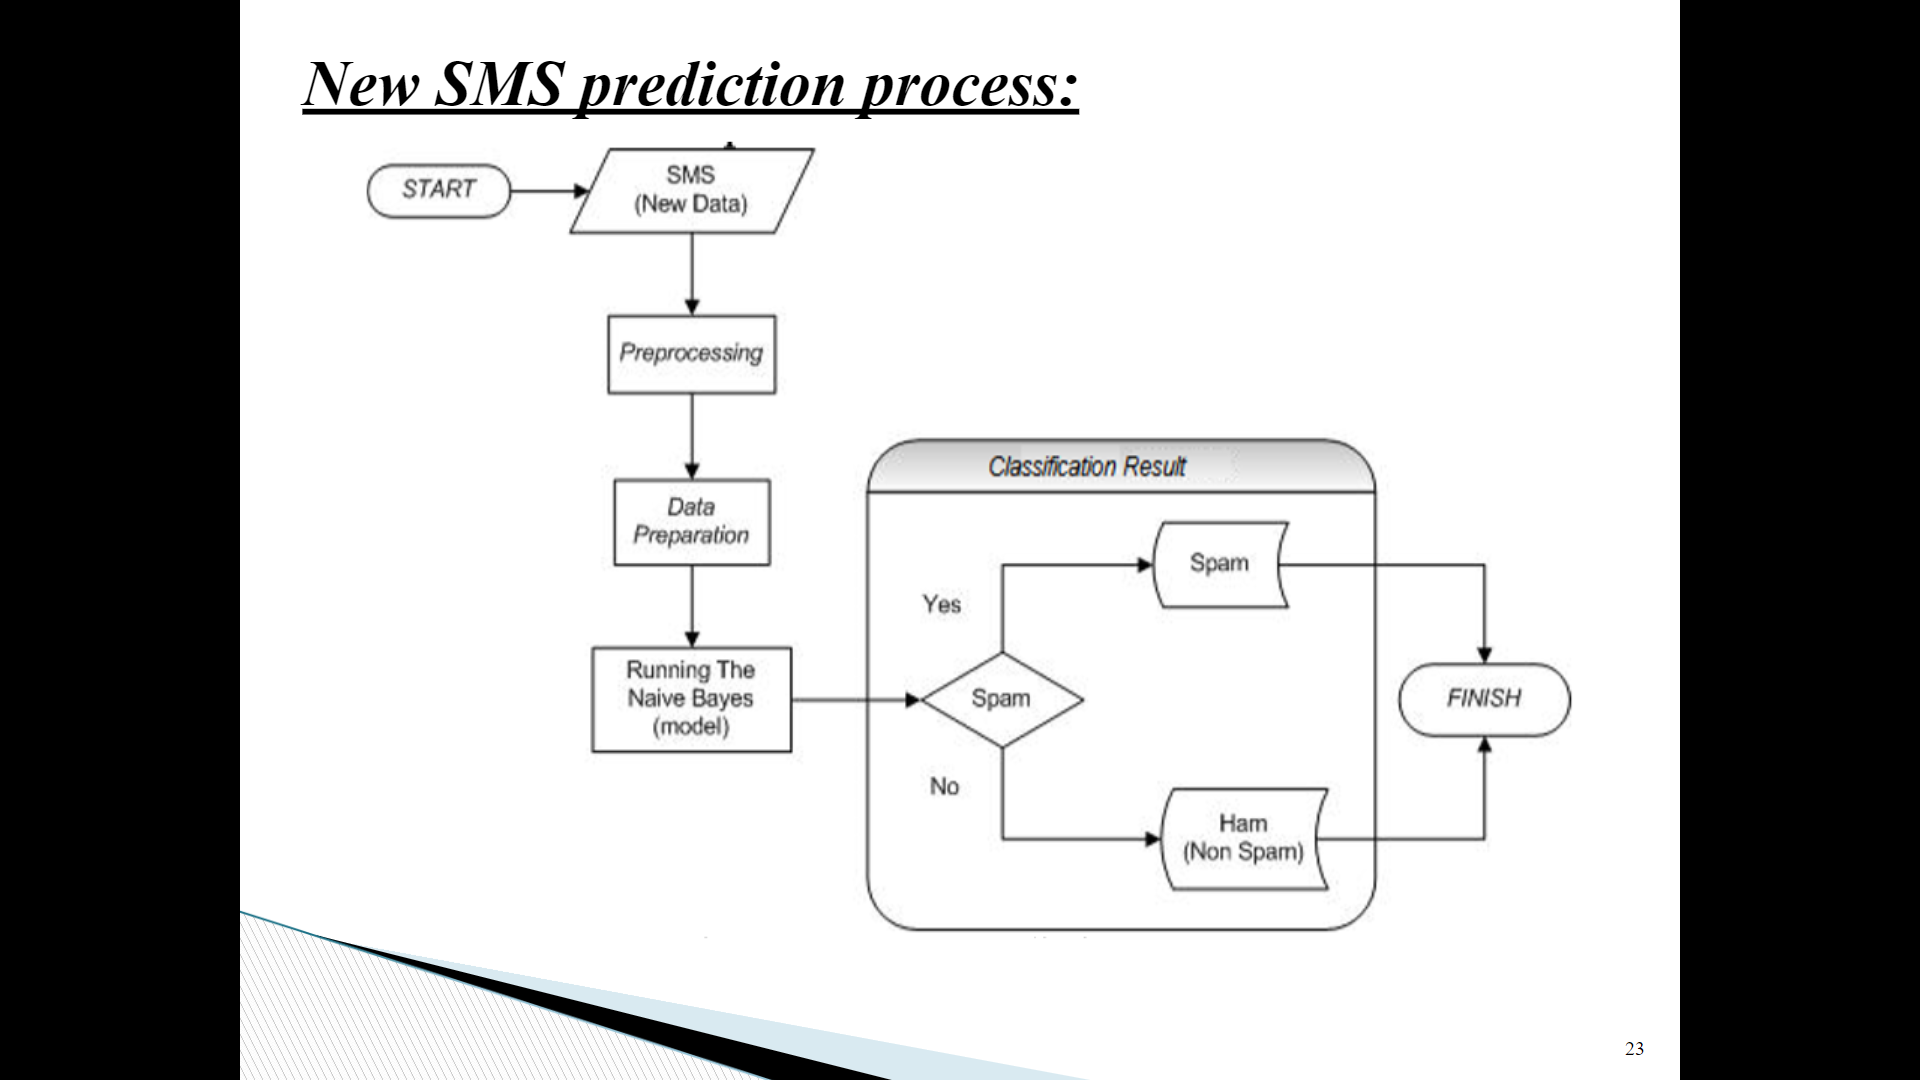 New SMS prediction process:
START
SMS
(New Data)
Preprocessing
Data
Preparation
Running The
Naive Bayes
(model)
Classification Result
Yes
Spam
No
Spam
Ham
(Non Spam)
FINISH
23